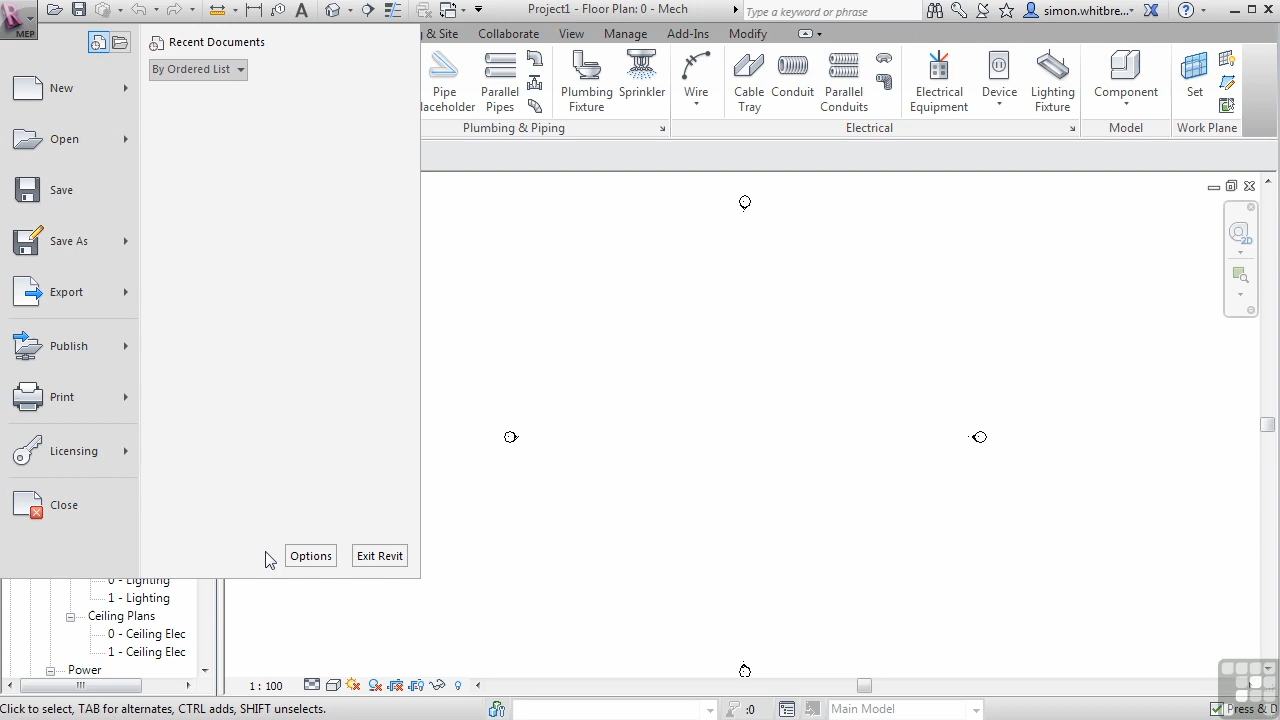 Project1 - Floor Plan: 0 - Mech
Type a keyword or phrase
simon.whitbre...
MEP
Recent Documents
By Ordered List
& Site
Collaborate
View
Manage
Add-Ins
Modify
New
Open
Save
Save As
Export
Publish
Print
Licensing
Close
Options
Exit Revit
Pipe
laceholder
Parallel
Pipes
Plumbing
Fixture
Sprinkler
Wire
Cable
Tray
Conduit
Parallel
Conduits
Electrical
Equipment
Device
Lighting
Fixture
Component
Set
Plumbing & Piping
Electrical
Model
Work Plane
2D
0 - Lighting
1 - Lighting
Ceiling Plans
0 - Ceiling Elec
1 - Ceiling Elec
Power
1 : 100
Click to select, TAB for alternates, CTRL adds, SHIFT unselects.
:0
Main Model
Press & D